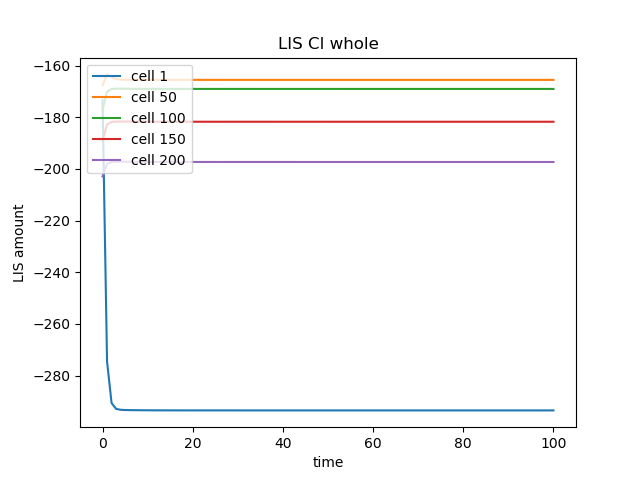 LIS Cl whole
−160
−180
−200
−220
−240
−260
−280
LIS amount
cell 1
cell 50
cell 100
cell 150
cell 200
0
20
40
60
80
100
time